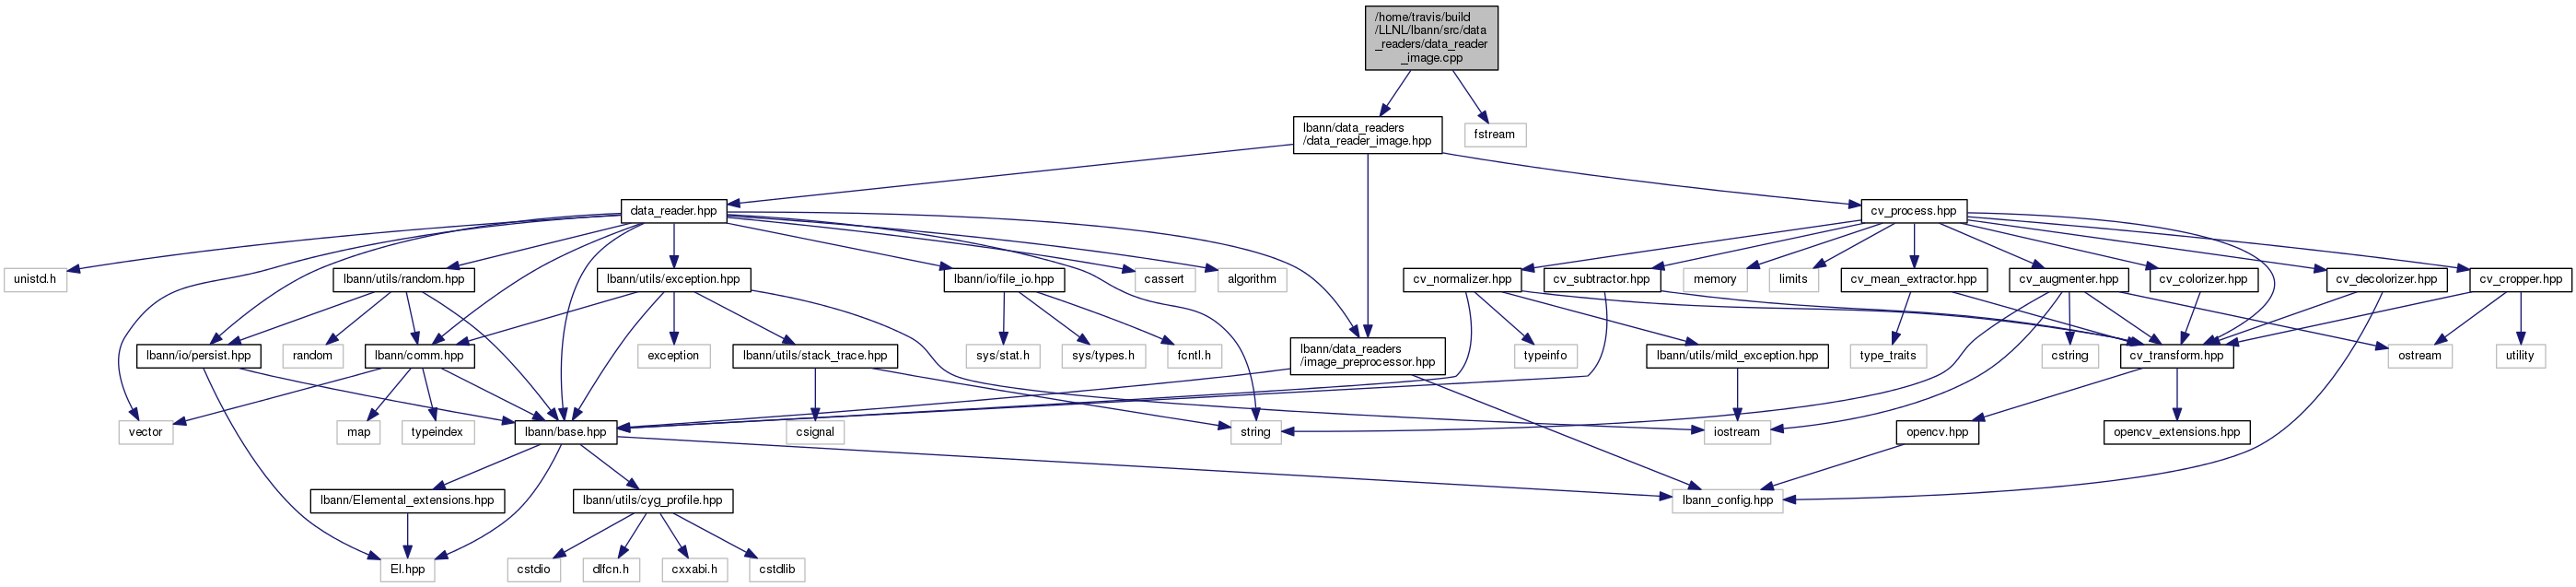 /home/travis/build
/LLNL/lbann/src/data
_readers/data_reader
_image.cpp
lbann/data_readers
/data_reader_image.hpp
fstream
data_reader.hpp
cv_process.hpp
unistd.h
lbann/utils/random.hpp
lbann/utils/exception.hpp
lbann/io/file_io.hpp
cassert
algorithm
cv_normalizer.hpp
cv_subtractor.hpp
memory
limits
cv_mean_extractor.hpp
cv_augmenter.hpp
cv_colorizer.hpp
cv_decolorizer.hpp
cv_cropper.hpp
lbann/io/persist.hpp
random
lbann/comm.hpp
exception
lbann/utils/stack_trace.hpp
sys/stat.h
sys/types.h
fcntl.h
lbann/data_readers
/image_preprocessor.hpp
typeinfo
lbann/utils/mild_exception.hpp
type_traits
cstring
cv_transform.hpp
ostream
utility
vector
map
typeindex
lbann/base.hpp
csignal
string
iostream
opencv.hpp
opencv_extensions.hpp
lbann/Elemental_extensions.hpp
lbann/utils/cyg_profile.hpp
lbann_config.hpp
El.hpp
cstdio
dlfcn.h
cxxabi.h
cstdlib